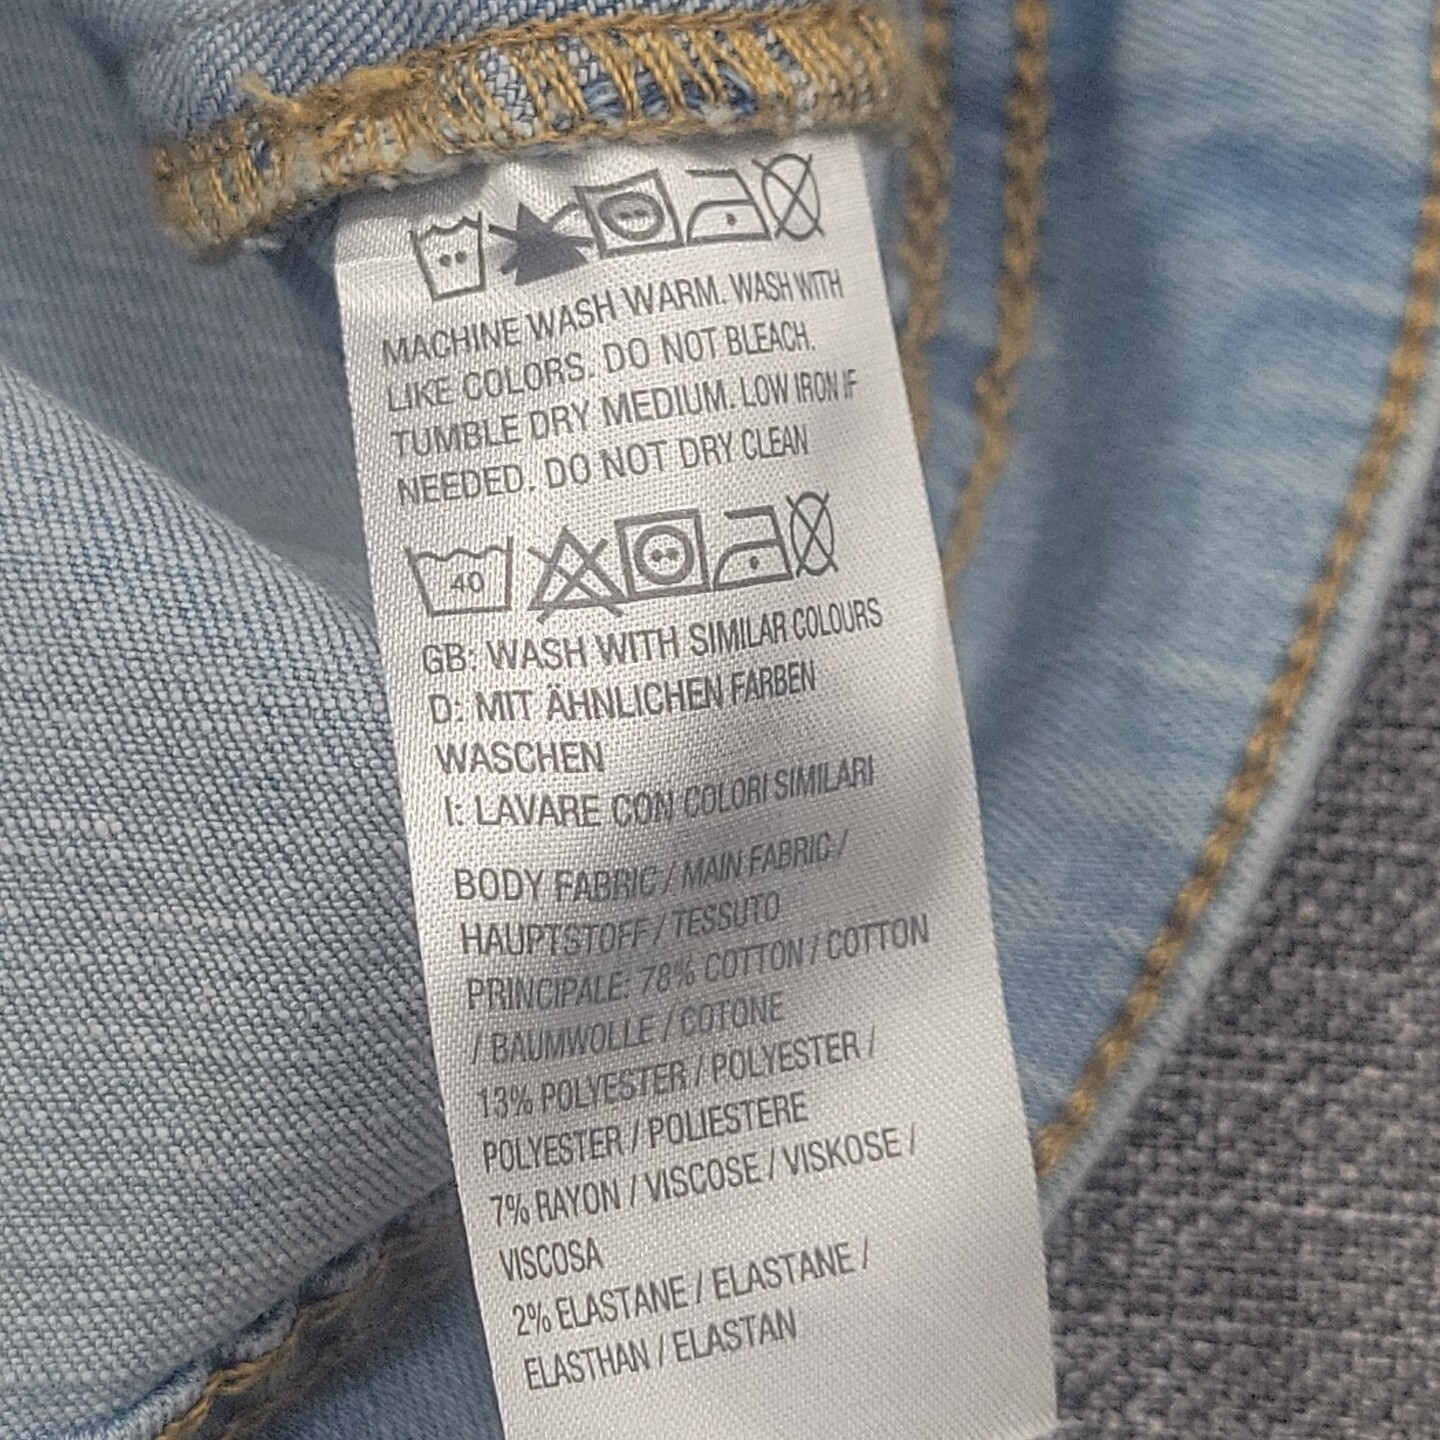 MACHINE WASH WARM. WASH WITH
LIKE COLORS. DO NOT BLEACH.
TUMBLE DRY MEDIUM. LOW IRON IF
NEEDED. DO NOT DRY CLEAN
40
GB: WASH WITH SIMILAR COLOURS
D: MIT ÄHNLICHEN FARBEN
WASCHEN
I: LAVARE CON COLORI SIMILARI
BODY FABRIC / MAIN FABRIC /
HAUPTSTOFF / TESSUTO
PRINCIPALE: 78% COTTON / COTTON
/ BAUMWOLLE / COTONE
13% POLYESTER / POLYESTER /
POLYESTER / POLIESTERE
7% RAYON / VISCOSE / VISKOSE /
VISCOSA
2% ELASTANE / ELASTANE /
ELASTHAN / ELASTAN